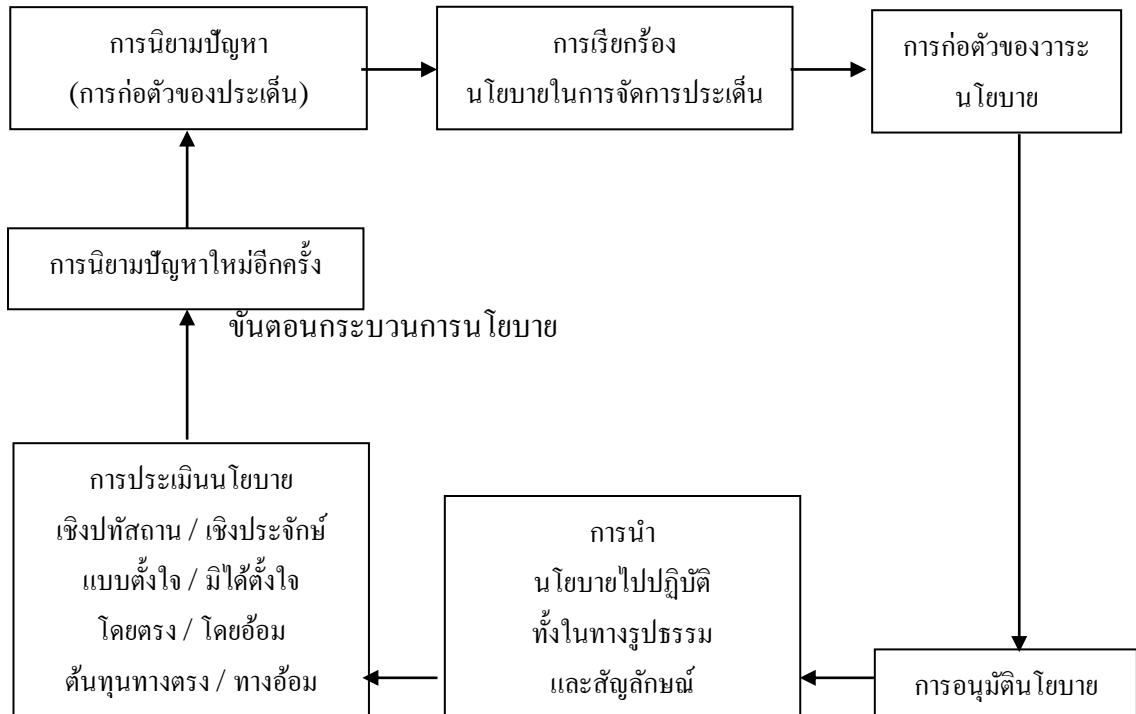 การนิยามปัญหา
(การก่อตัวของประเด็น)
การเรียกร้อง
นโยบายในการจัดการประเด็น
การก่อตัวของวาระ
นโยบาย
การนิยามปัญหาใหม่อีกครั้ง
ขั้นตอนกระบวนการนโยบาย
การประเมินนโยบาย
เชิงปทัสถาน / เชิงประจักษ์
แบบตั้งใจ / มิได้ตั้งใจ
โดยตรง / โดยอ้อม
ต้นทุนทางตรง / ทางอ้อม
การนำ
นโยบายไปปฏิบัติ
ทั้งในทางรูปธรรม
และสัญลักษณ์
การอนุมัตินโยบาย